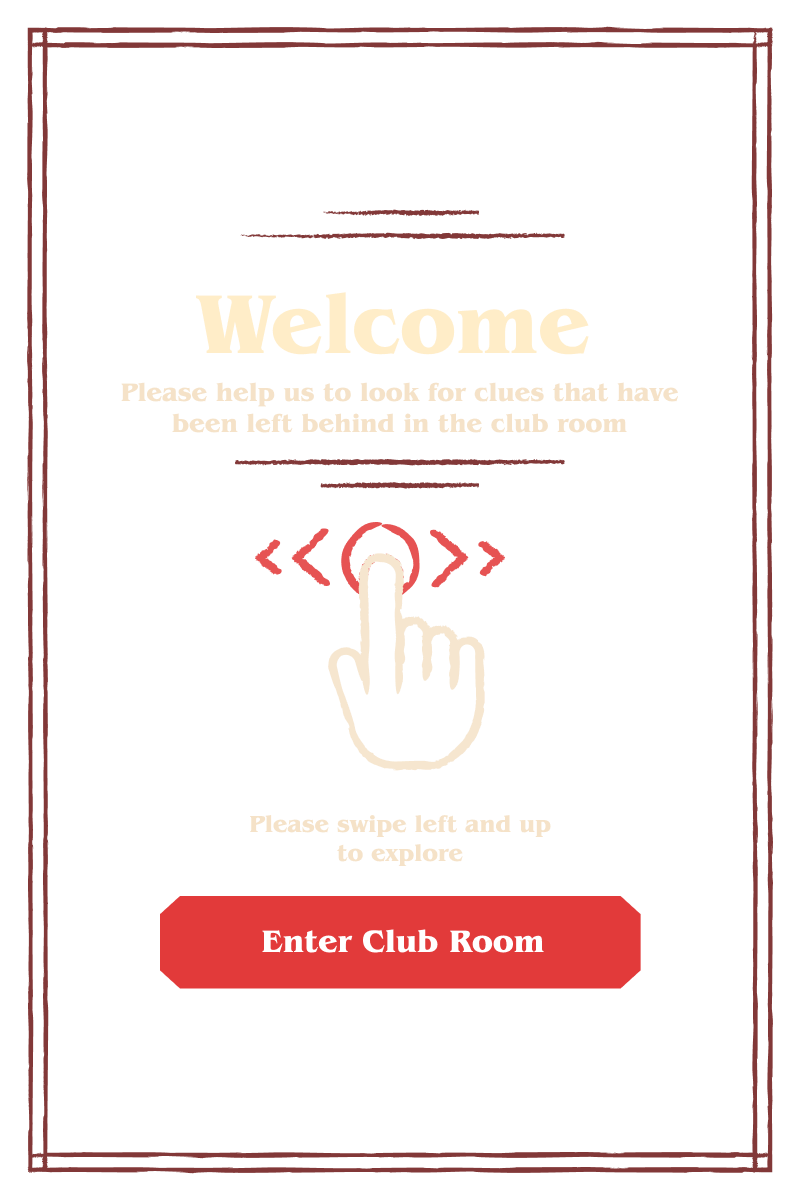 Welcome
Please help us to look for clues that have
been left behind in the club room
Please swipe left and up
to explore
Enter Club Room